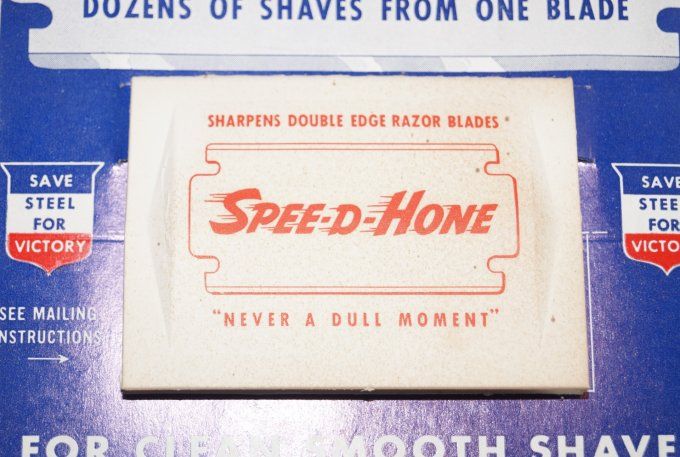 DOZENS OF SHAVES FROM ONE BLADE
SHARPENS DOUBLE EDGE RAZOR BLADES
SPEE-D-HONE
"NEVER A DULL MOMENT"
SAVE
STEEL
FOR
VICTORY
SEE MAILING
INSTRUCTIONS
SAVE
STEEL
FOR
VICTORY
FOR CLEAN SMOOTH SHAVE